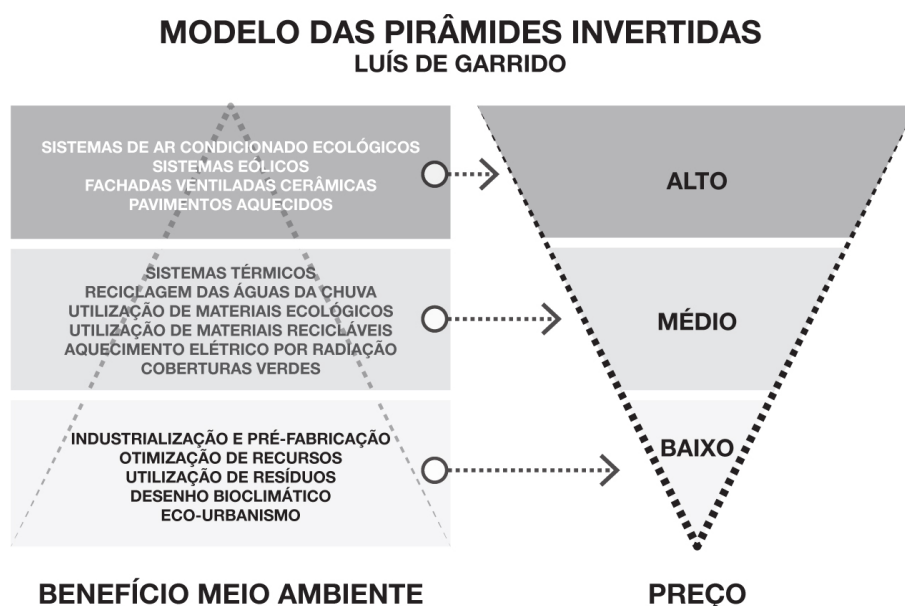 MODELO DAS PIRÂMIDES INVERTIDAS
LUÍS DE GARRIDO
SISTEMAS DE AR CONDICIONADO ECOLÓGICOS
SISTEMAS EÓLICOS
FACHADAS VENTILADAS CERÂMICAS
PAVIMENTOS AQUECIDOS
ALTO
SISTEMAS TÉRMICOS
RECICLAGEM DAS ÁGUAS DA CHUVA
UTILIZAÇÃO DE MATERIAIS ECOLÓGICOS
UTILIZAÇÃO DE MATERIAIS RECICLÁVEIS
AQUECIMENTO ELÉTRICO POR RADIAÇÃO
COBERTURAS VERDES
MÉDIO
INDUSTRIALIZAÇÃO E PRÉ-FABRICAÇÃO
OTIMIZAÇÃO DE RECURSOS
UTILIZAÇÃO DE RESÍDUOS
DESENHO BIOCLIMÁTICO
ECO-URBANISMO
BAIXO
BENEFÍCIO MEIO AMBIENTE
PREÇO